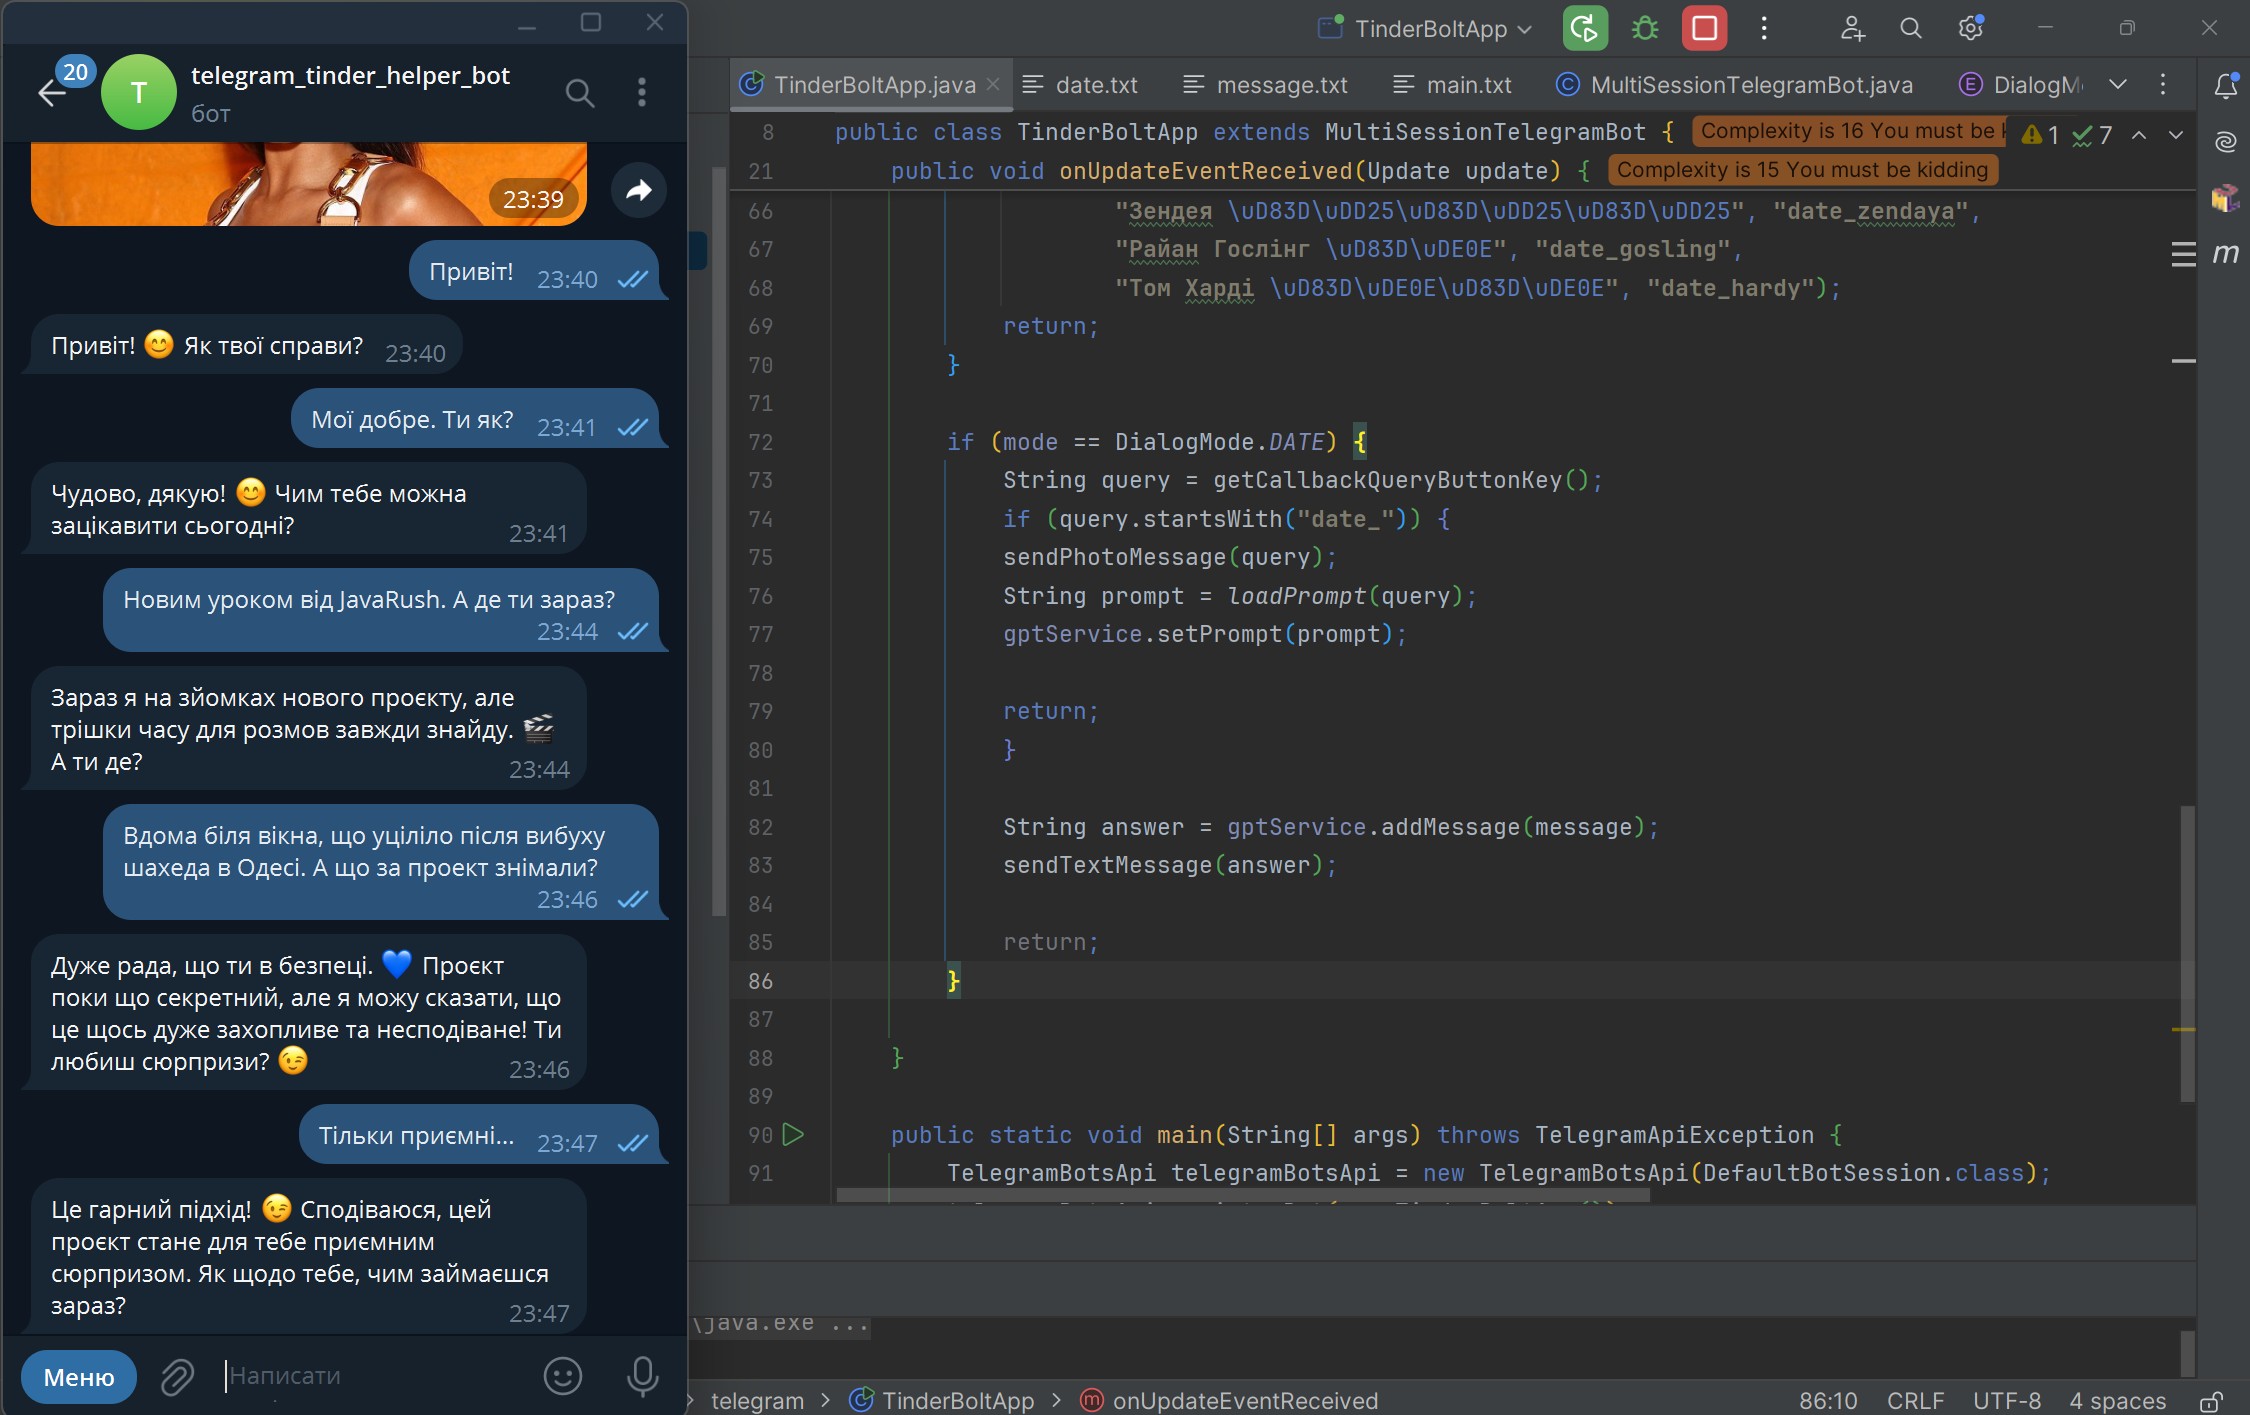 20
T
telegram_tinder_helper_bot
бот
23:39
Привіт! 23:40
Привіт! 😊 Як твої справи? 23:40
Мої добре. Ти як? 23:41
Чудово, дякую! 😊 Чим тебе можна
зацікавити сьогодні?
23:41
Новим уроком від JavaRush. А де ти зараз?
23:44
Зараз я на зйомках нового проєкту, але
трішки часу для розмов завжди знайду. 🎬
А ти де?
23:44
Вдома біля вікна, що уціліло після вибуху
шахеда в Одесі. А що за проект знімали?
23:46
Дуже рада, що ти в безпеці. 💙 Проєкт
поки що секретний, але я можу сказати, що
це щось дуже захопливе та несподіване! Ти
любиш сюрпризи? 😉
23:46
Тільки приємні... 23:47
Це гарний підхід! 😉 Сподіваюся, цей
проєкт стане для тебе приємним
сюрпризом. Як щодо тебе, чим займаєшся
зараз?
23:47
Меню
Написати
TinderBoltApp
TinderBoltApp.java date.txt message.txt main.txt MultiSessionTelegramBot.java DialogM
8 public class TinderBoltApp extends MultiSessionTelegramBot { Complexity is 16 You must be 1 7
21 public void onUpdateEventReceived(Update update) { Complexity is 15 You must be kidding
66 "Зендея \uD83D\uDD25\uD83D\uDD25\uD83D\uDD25", "date_zendaya",
67 "Райан Гослінг \uD83D\uDE0E", "date_gosling",
68 "Том Харді \uD83D\uDE0E\uD83D\uDE0E", "date_hardy");
69 return;
70 }
71
72 if (mode == DialogMode.DATE) {
73 String query = getCallbackQueryButtonKey();
74 if (query.startsWith("date_")) {
75 sendPhotoMessage(query);
76 String prompt = loadPrompt(query);
77 gptService.setPrompt(prompt);
78
79 return;
80 }
81
82 String answer = gptService.addMessage(message);
83 sendTextMessage(answer);
84
85 return;
86 }
87
88 }
89
90 public static void main(String[] args) throws TelegramApiException {
91 TelegramBotsApi telegramBotsApi = new TelegramBotsApi(DefaultBotSession.class);
\java.exe ...
telegram > TinderBoltApp > onUpdateEventReceived
86:10 CRLF UTF-8 4 spaces